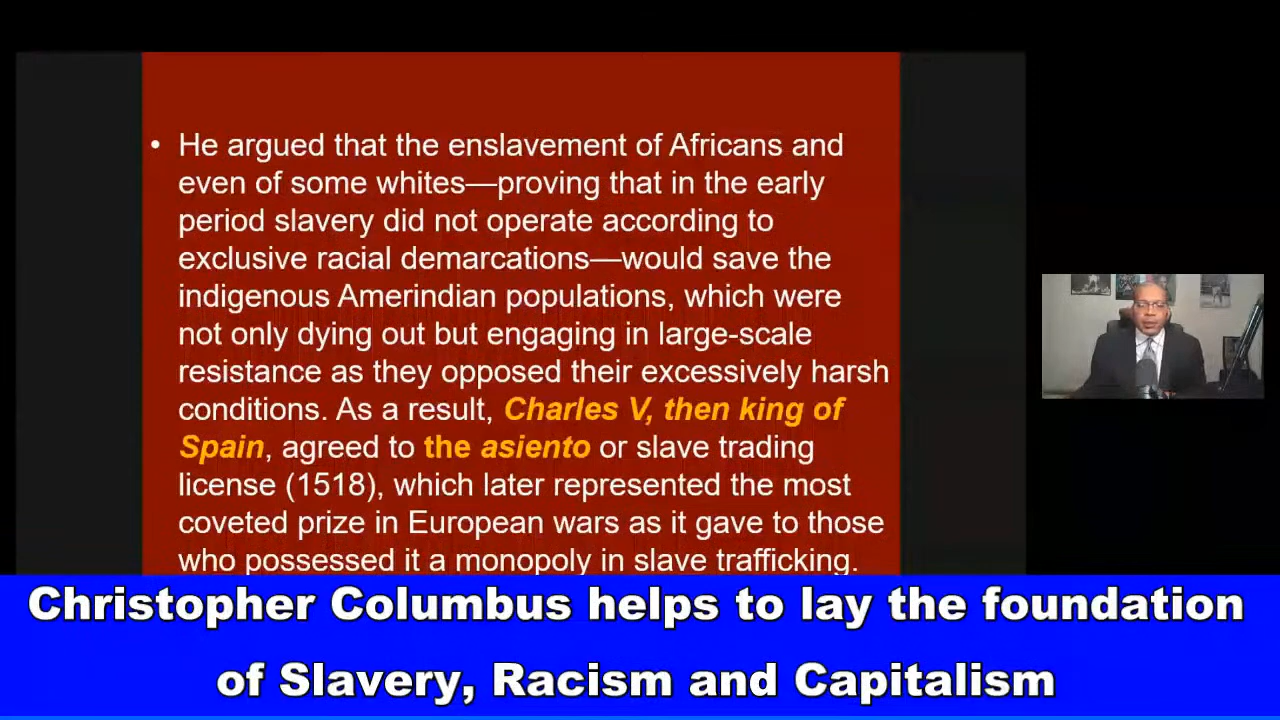 • He argued that the enslavement of Africans and
even of some whites—proving that in the early
period slavery did not operate according to
exclusive racial demarcations—would save the
indigenous Amerindian populations, which were
not only dying out but engaging in large-scale
resistance as they opposed their excessively harsh
conditions. As a result, Charles V, then king of
Spain, agreed to the asiento or slave trading
license (1518), which later represented the most
coveted prize in European wars as it gave to those
who possessed it a monopoly in slave trafficking.
Christopher Columbus helps to lay the foundation
of Slavery, Racism and Capitalism